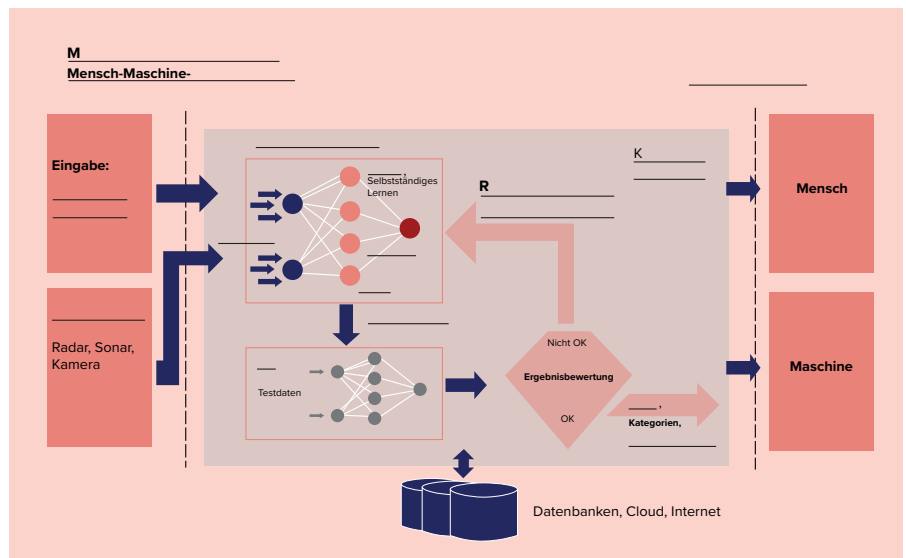 M
Mensch-Maschine-
Eingabe:
Radar, Sonar,
Kamera
Selbstständiges
Lernen
,
R
K
Testdaten
Nicht OK
Ergebnisbewertung
OK
,
Kategorien,
Mensch
Maschine
Datenbanken, Cloud, Internet